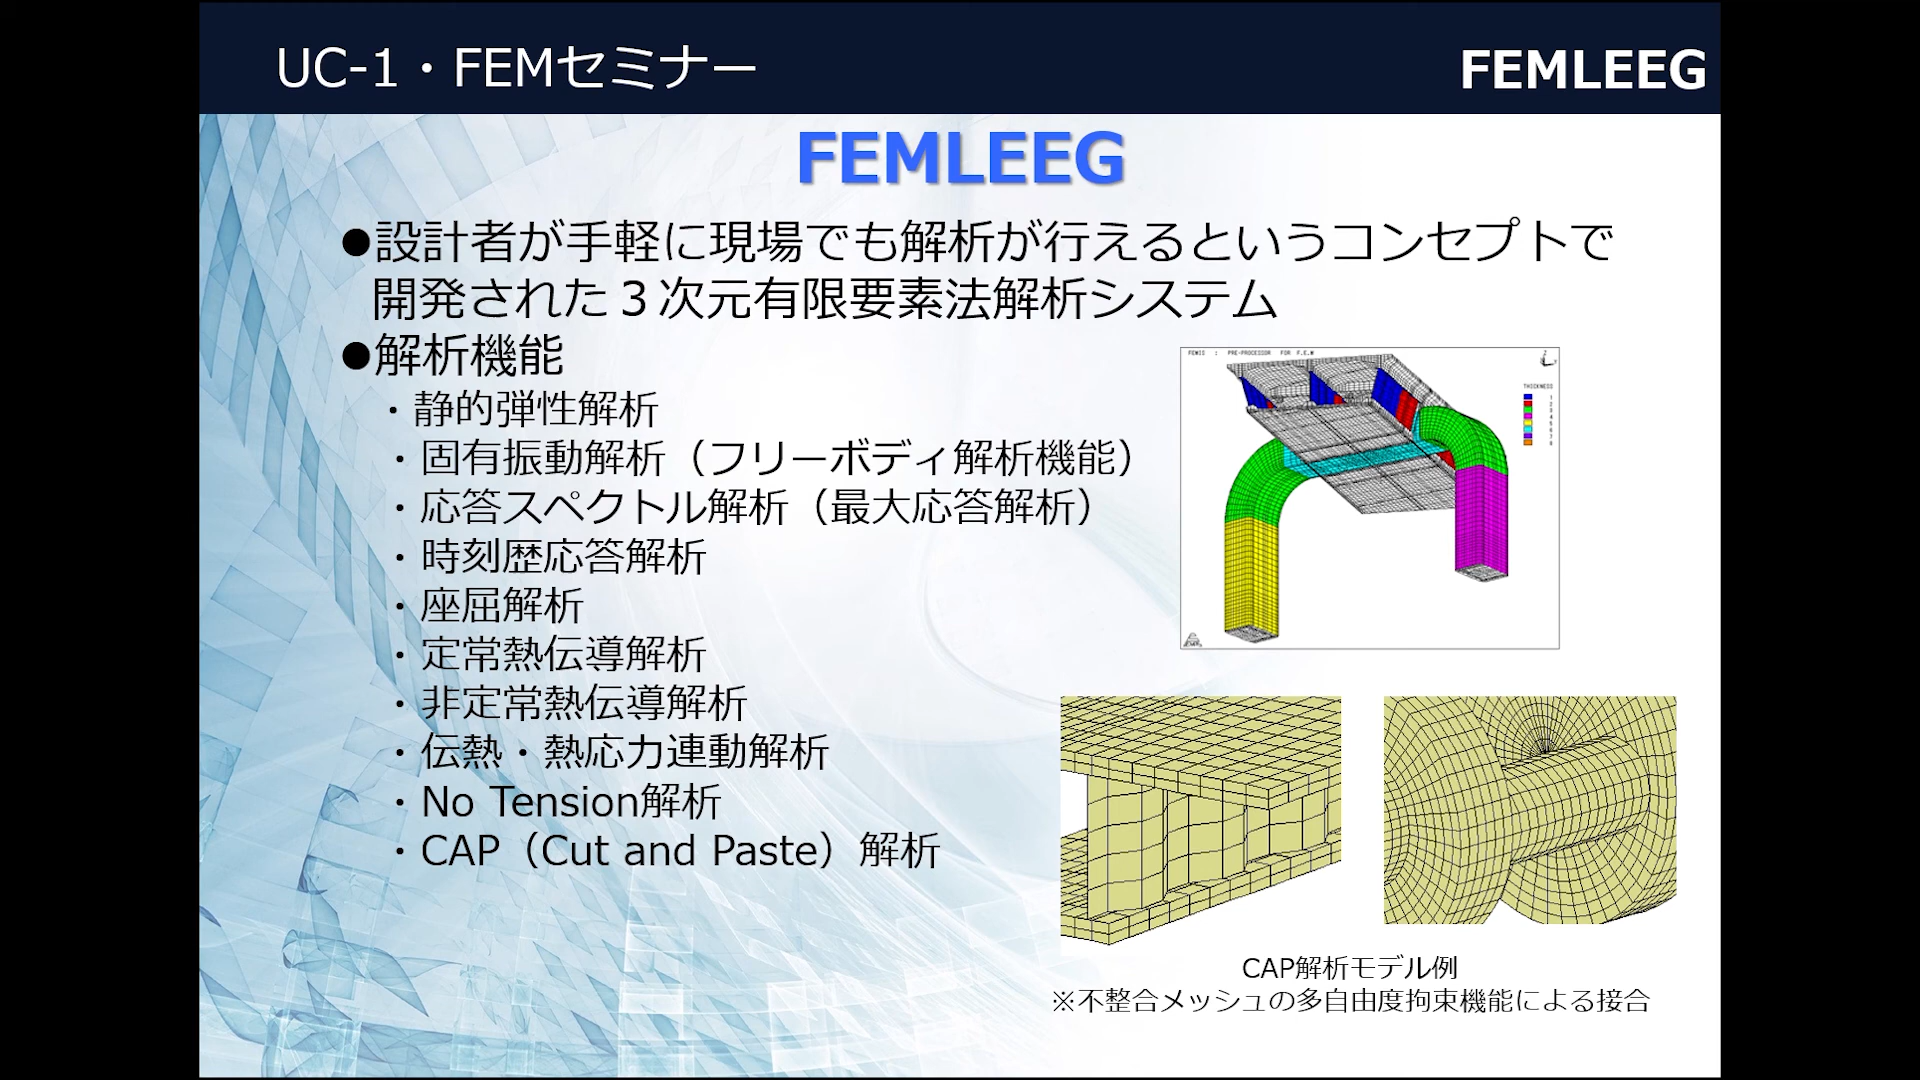 UC-1・FEMセミナー
FEMLEEG
FEMLEEG
●設計者が手軽に現場でも解析が行えるというコンセプトで
開発された３次元有限要素法解析システム
●解析機能
・静的弾性解析
・固有振動解析（フリーボディ解析機能）
・応答スペクトル解析（最大応答解析）
・時刻歴応答解析
・座屈解析
・定常熱伝導解析
・非定常熱伝導解析
・伝熱・熱応力連動解析
・No Tension解析
・CAP（Cut and Paste）解析
FEMIS : PRE-PROCESSOR FOR F.E.M
THICKNESS
CAP解析モデル例
※不整合メッシュの多自由度拘束機能による接合